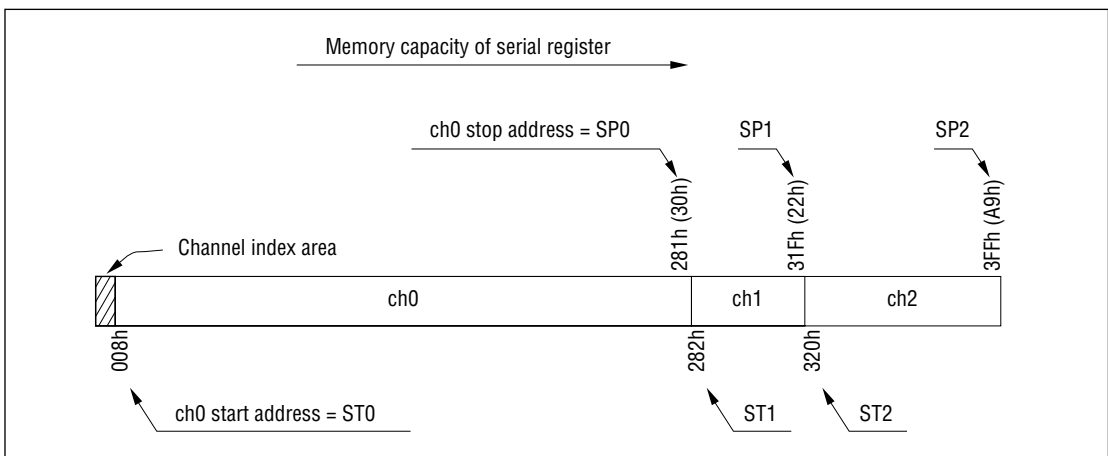 Memory capacity of serial register
ch0 stop address = SP0
SP1
SP2
281h (30h)
31Fh (22h)
3FFh (A9h)
Channel index area
ch0
ch1
ch2
008h
282h
320h
ch0 start address = ST0
ST1
ST2